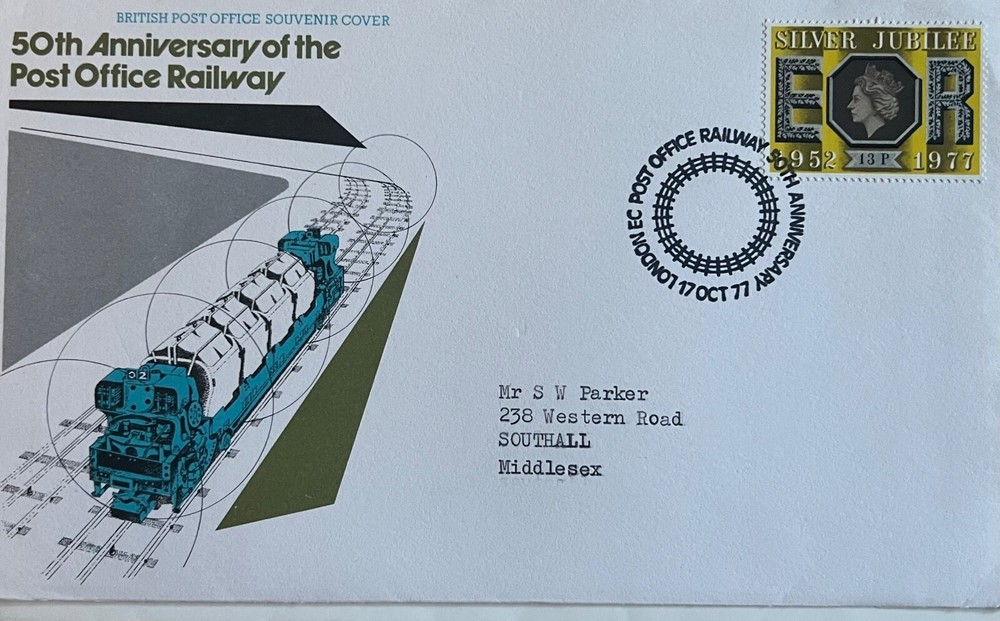 BRITISH POST OFFICE SOUVENIR COVER
50th Anniversary of the
Post Office Railway
SILVER JUBILEE
E R
1952 13P 1977
LONDON EC POST OFFICE RAILWAY 50TH ANNIVERSARY
17 OCT 77
02
Mr S W Parker
238 Western Road
SOUTHALL
Middlesex